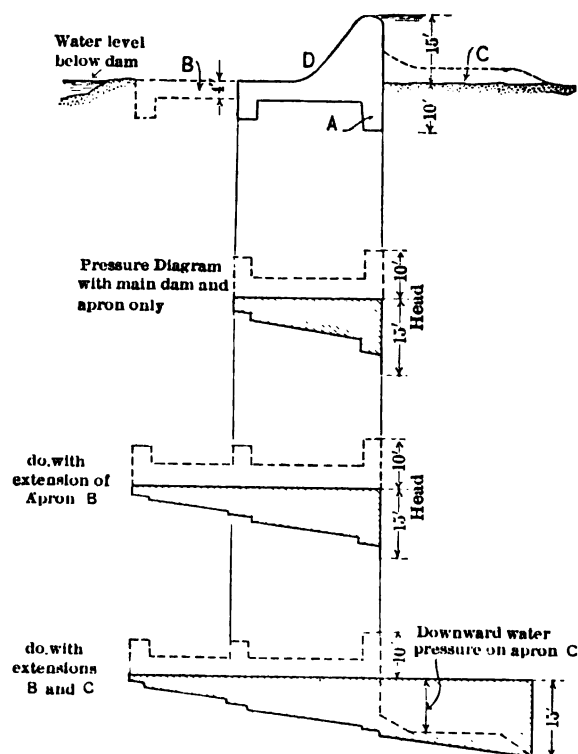 Water level
below dam
B
D
A
C
4'
15'
10'
Pressure Diagram
with main dam and
apron only
10'
15'
Head
do. with
extension of
Apron B
10'
15'
Head
do. with
extensions
B and C
10
Downward water
pressure on apron C
15'